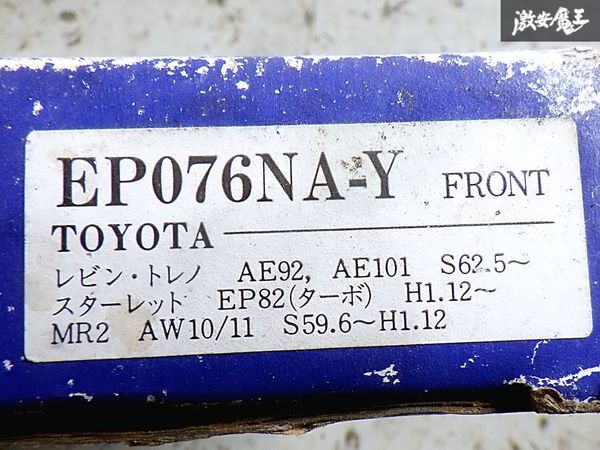 激安魔王
EP076NA-Y FRONT
TOYOTA
レビン・トレノ AE92, AE101 S62.5～
スターレット EP82(ターボ) H1.12～
MR2 AW10/11 S59.6～H1.12